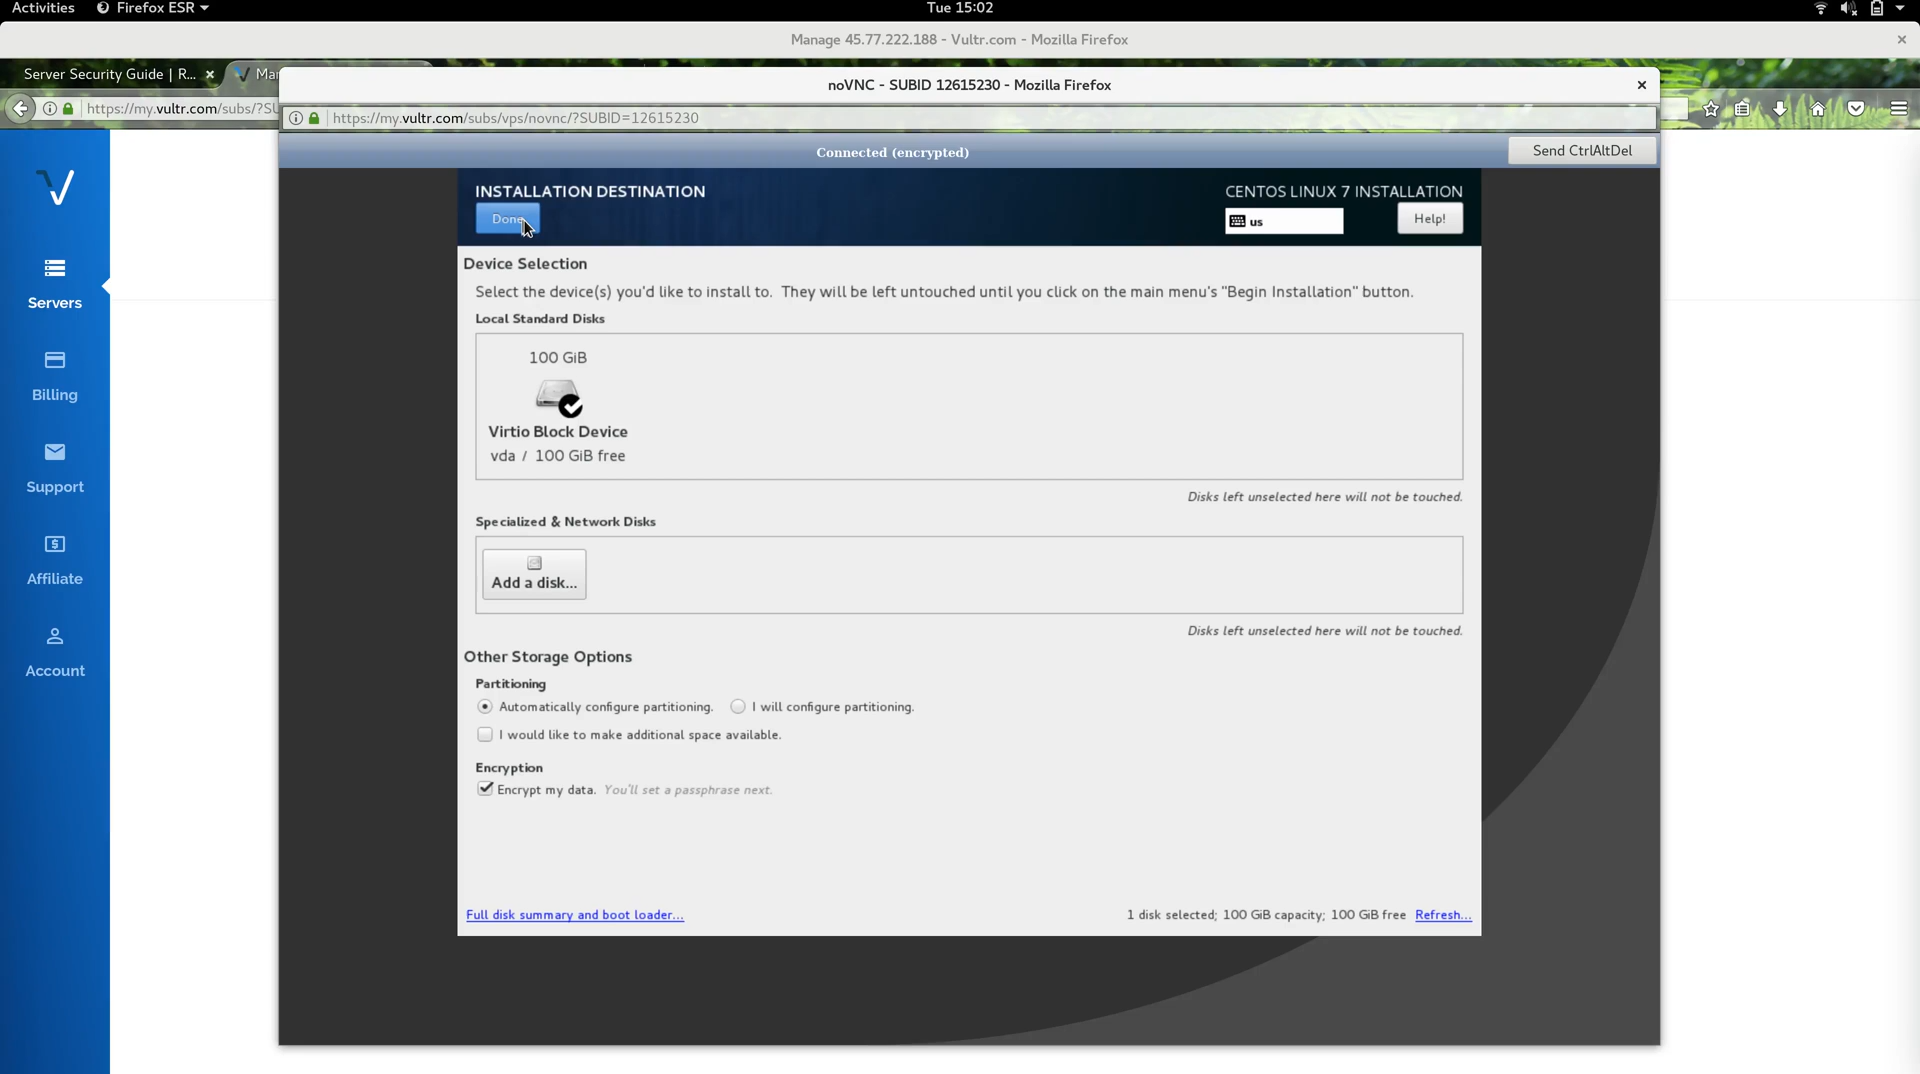 Activities Firefox ESR Tue 15:02
Manage 45.77.222.188 - Vultr.com - Mozilla Firefox
Server Security Guide | R... Man
noVNC - SUBID 12615230 - Mozilla Firefox
https://my.vultr.com/subs/?SU
https://my.vultr.com/subs/vps/novnc/?SUBID=12615230
Connected (encrypted)
Send CtrlAltDel
INSTALLATION DESTINATION
CENTOS LINUX 7 INSTALLATION
Done
us
Help!
Servers
Billing
Support
Affiliate
Account
Device Selection
Select the device(s) you'd like to install to. They will be left untouched until you click on the main menu's "Begin Installation" button.
Local Standard Disks
100 GiB
Virtio Block Device
vda / 100 GiB free
Disks left unselected here will not be touched.
Specialized & Network Disks
Add a disk...
Disks left unselected here will not be touched.
Other Storage Options
Partitioning
Automatically configure partitioning. I will configure partitioning.
I would like to make additional space available.
Encryption
Encrypt my data. You'll set a passphrase next.
Full disk summary and boot loader...
1 disk selected; 100 GiB capacity; 100 GiB free Refresh...